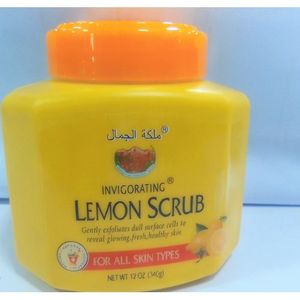 ملكة الجمال®
INVIGORATING®
LEMON SCRUB
Gently exfoliates dull surface cells to
reveal glowing, fresh, healthy skin
FOR ALL SKIN TYPES
NET WT 12 OZ (340g)